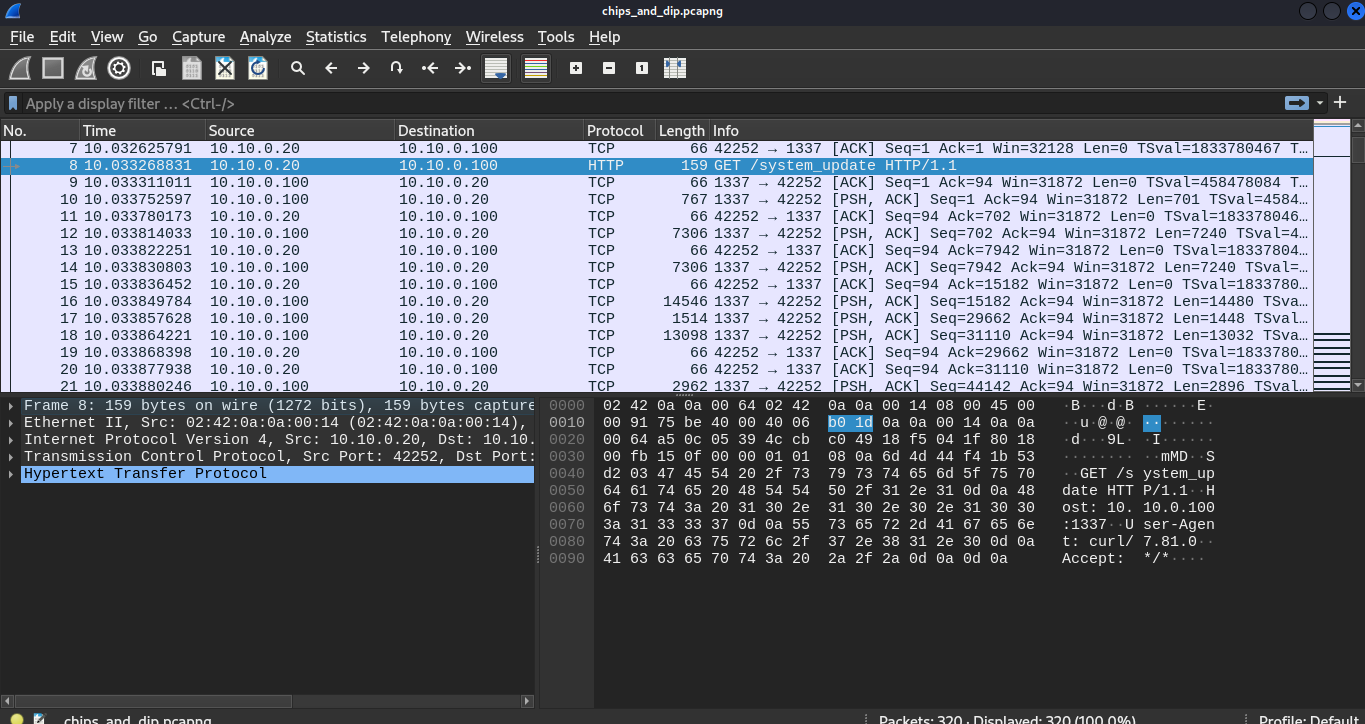 chips_and_dip.pcapng
File Edit View Go Capture Analyze Statistics Telephony Wireless Tools Help
Apply a display filter … <Ctrl-/>
No. Time Source Destination Protocol Length Info
7 10.032625791 10.10.0.20 10.10.0.100 TCP 66 42252 → 1337 [ACK] Seq=1 Ack=1 Win=32128 Len=0 TSval=1833780467 T…
8 10.033268831 10.10.0.20 10.10.0.100 HTTP 159 GET /system_update HTTP/1.1
9 10.033311011 10.10.0.100 10.10.0.20 TCP 66 1337 → 42252 [ACK] Seq=1 Ack=94 Win=31872 Len=0 TSval=458478084 T…
10 10.033752597 10.10.0.100 10.10.0.20 TCP 767 1337 → 42252 [PSH, ACK] Seq=1 Ack=94 Win=31872 Len=701 TSval=4584…
11 10.033780173 10.10.0.20 10.10.0.100 TCP 66 42252 → 1337 [ACK] Seq=94 Ack=702 Win=31872 Len=0 TSval=183378046…
12 10.033814033 10.10.0.100 10.10.0.20 TCP 7306 1337 → 42252 [PSH, ACK] Seq=702 Ack=94 Win=31872 Len=7240 TSval=4…
13 10.033822251 10.10.0.20 10.10.0.100 TCP 66 42252 → 1337 [ACK] Seq=94 Ack=7942 Win=31872 Len=0 TSval=18337804…
14 10.033830803 10.10.0.100 10.10.0.20 TCP 7306 1337 → 42252 [PSH, ACK] Seq=7942 Ack=94 Win=31872 Len=7240 TSval=…
15 10.033836452 10.10.0.20 10.10.0.100 TCP 66 42252 → 1337 [ACK] Seq=94 Ack=15182 Win=31872 Len=0 TSval=1833780…
16 10.033849784 10.10.0.100 10.10.0.20 TCP 14546 1337 → 42252 [PSH, ACK] Seq=15182 Ack=94 Win=31872 Len=14480 TSva…
17 10.033857628 10.10.0.100 10.10.0.20 TCP 1514 1337 → 42252 [PSH, ACK] Seq=29662 Ack=94 Win=31872 Len=1448 TSval…
18 10.033864221 10.10.0.100 10.10.0.20 TCP 13098 1337 → 42252 [PSH, ACK] Seq=31110 Ack=94 Win=31872 Len=13032 TSva…
19 10.033868398 10.10.0.20 10.10.0.100 TCP 66 42252 → 1337 [ACK] Seq=94 Ack=29662 Win=31872 Len=0 TSval=1833780…
20 10.033877938 10.10.0.20 10.10.0.100 TCP 66 42252 → 1337 [ACK] Seq=94 Ack=31110 Win=31872 Len=0 TSval=1833780…
21 10.033880246 10.10.0.100 10.10.0.20 TCP 2962 1337 → 42252 [PSH, ACK] Seq=44142 Ack=94 Win=31872 Len=2896 TSval…
Frame 8: 159 bytes on wire (1272 bits), 159 bytes capture
Ethernet II, Src: 02:42:0a:0a:00:14 (02:42:0a:0a:00:14),
Internet Protocol Version 4, Src: 10.10.0.20, Dst: 10.10.
Transmission Control Protocol, Src Port: 42252, Dst Port:
Hypertext Transfer Protocol
0000 02 42 0a 0a 00 64 02 42 0a 0a 00 14 08 00 45 00 ·B···d·B ······E·
0010 00 91 75 be 40 00 40 06 b0 1d 0a 0a 00 14 0a 0a ··u·@·@· ········
0020 00 64 a5 0c 05 39 4c cb c0 49 18 f5 04 1f 80 18 ·d···9L· ·I······
0030 00 fb 15 0f 00 00 01 01 08 0a 6d 4d 44 f4 1b 53 ········ ··mMD··S
0040 d2 03 47 45 54 20 2f 73 79 73 74 65 6d 5f 75 70 ··GET /s ystem_up
0050 64 61 74 65 20 48 54 54 50 2f 31 2e 31 0d 0a 48 date HTT P/1.1··H
0060 6f 73 74 3a 20 31 30 2e 31 30 2e 30 2e 31 30 30 ost: 10. 10.0.100
0070 3a 31 33 33 37 0d 0a 55 73 65 72 2d 41 67 65 6e :1337··U ser-Agen
0080 74 3a 20 63 75 72 6c 2f 37 2e 38 31 2e 30 0d 0a t: curl/ 7.81.0··
0090 41 63 63 65 70 74 3a 20 2a 2f 2a 0d 0a 0d 0a Accept: */*····
chips_and_dip.pcapng Packets: 320 · Displayed: 320 (100.0%) Profile: Default